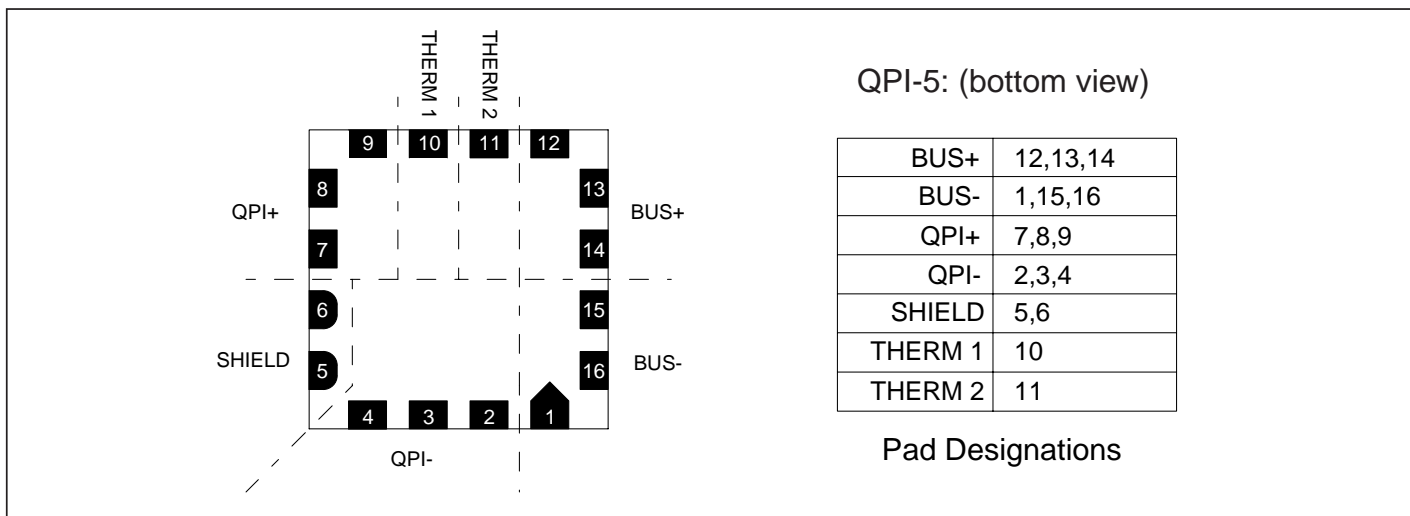 THERM 1
THERM 2
9
10
11
12
8
13
QPI+
BUS+
7
14
6
15
SHIELD
BUS-
5
16
4
3
2
1
QPI-
QPI-5: (bottom view)
BUS+ 12,13,14
BUS- 1,15,16
QPI+ 7,8,9
QPI- 2,3,4
SHIELD 5,6
THERM 1 10
THERM 2 11
Pad Designations